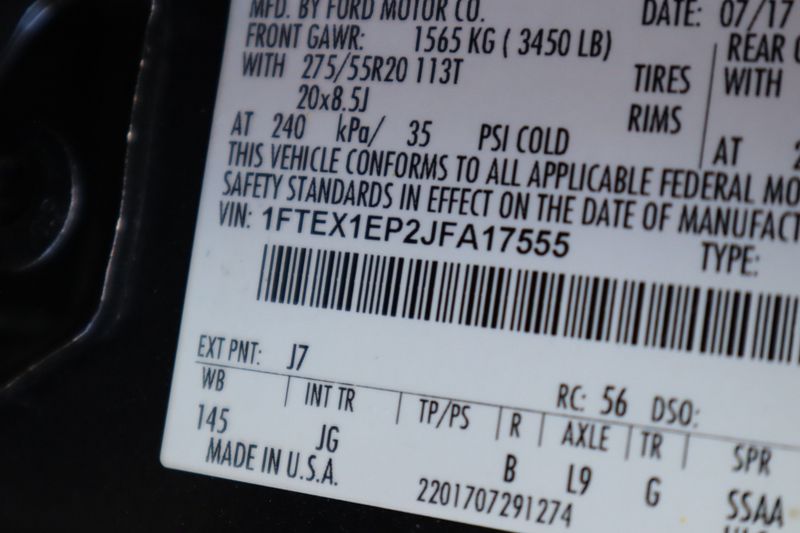 MFD. BY FORD MOTOR CO.
DATE: 07/17
FRONT GAWR: 1565 KG ( 3450 LB)
REAR
WITH 275/55R20 113T TIRES
WITH
20x8.5J RIMS
AT 240 kPa/ 35 PSI COLD
AT 2
THIS VEHICLE CONFORMS TO ALL APPLICABLE FEDERAL MO
SAFETY STANDARDS IN EFFECT ON THE DATE OF MANUFACT
VIN: 1FTEX1EP2JFA17555
TYPE:
EXT PNT: J7
RC: 56 DSO:
WB | INT TR | TP/PS | R | AXLE | TR | SPR
145 JG B L9 G SSAA
MADE IN U.S.A.
2201707291274